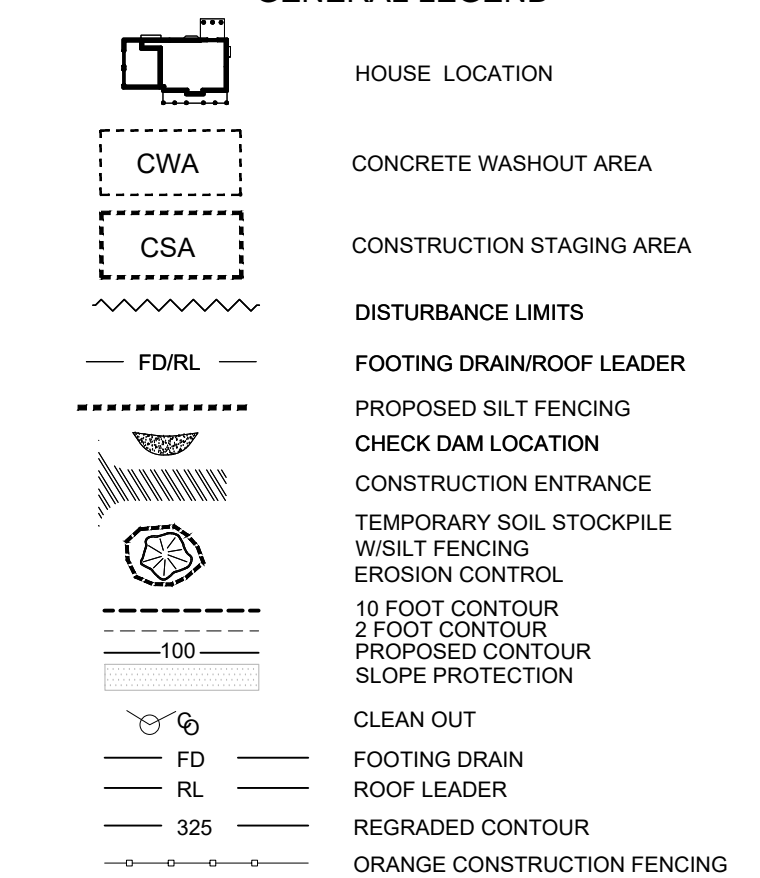 GENERAL LEGEND
HOUSE LOCATION
CWA CONCRETE WASHOUT AREA
CSA CONSTRUCTION STAGING AREA
DISTURBANCE LIMITS
FD/RL FOOTING DRAIN/ROOF LEADER
PROPOSED SILT FENCING
CHECK DAM LOCATION
CONSTRUCTION ENTRANCE
TEMPORARY SOIL STOCKPILE
W/SILT FENCING
EROSION CONTROL
10 FOOT CONTOUR
2 FOOT CONTOUR
100 PROPOSED CONTOUR
SLOPE PROTECTION
CO CLEAN OUT
FD FOOTING DRAIN
RL ROOF LEADER
325 REGRADED CONTOUR
ORANGE CONSTRUCTION FENCING